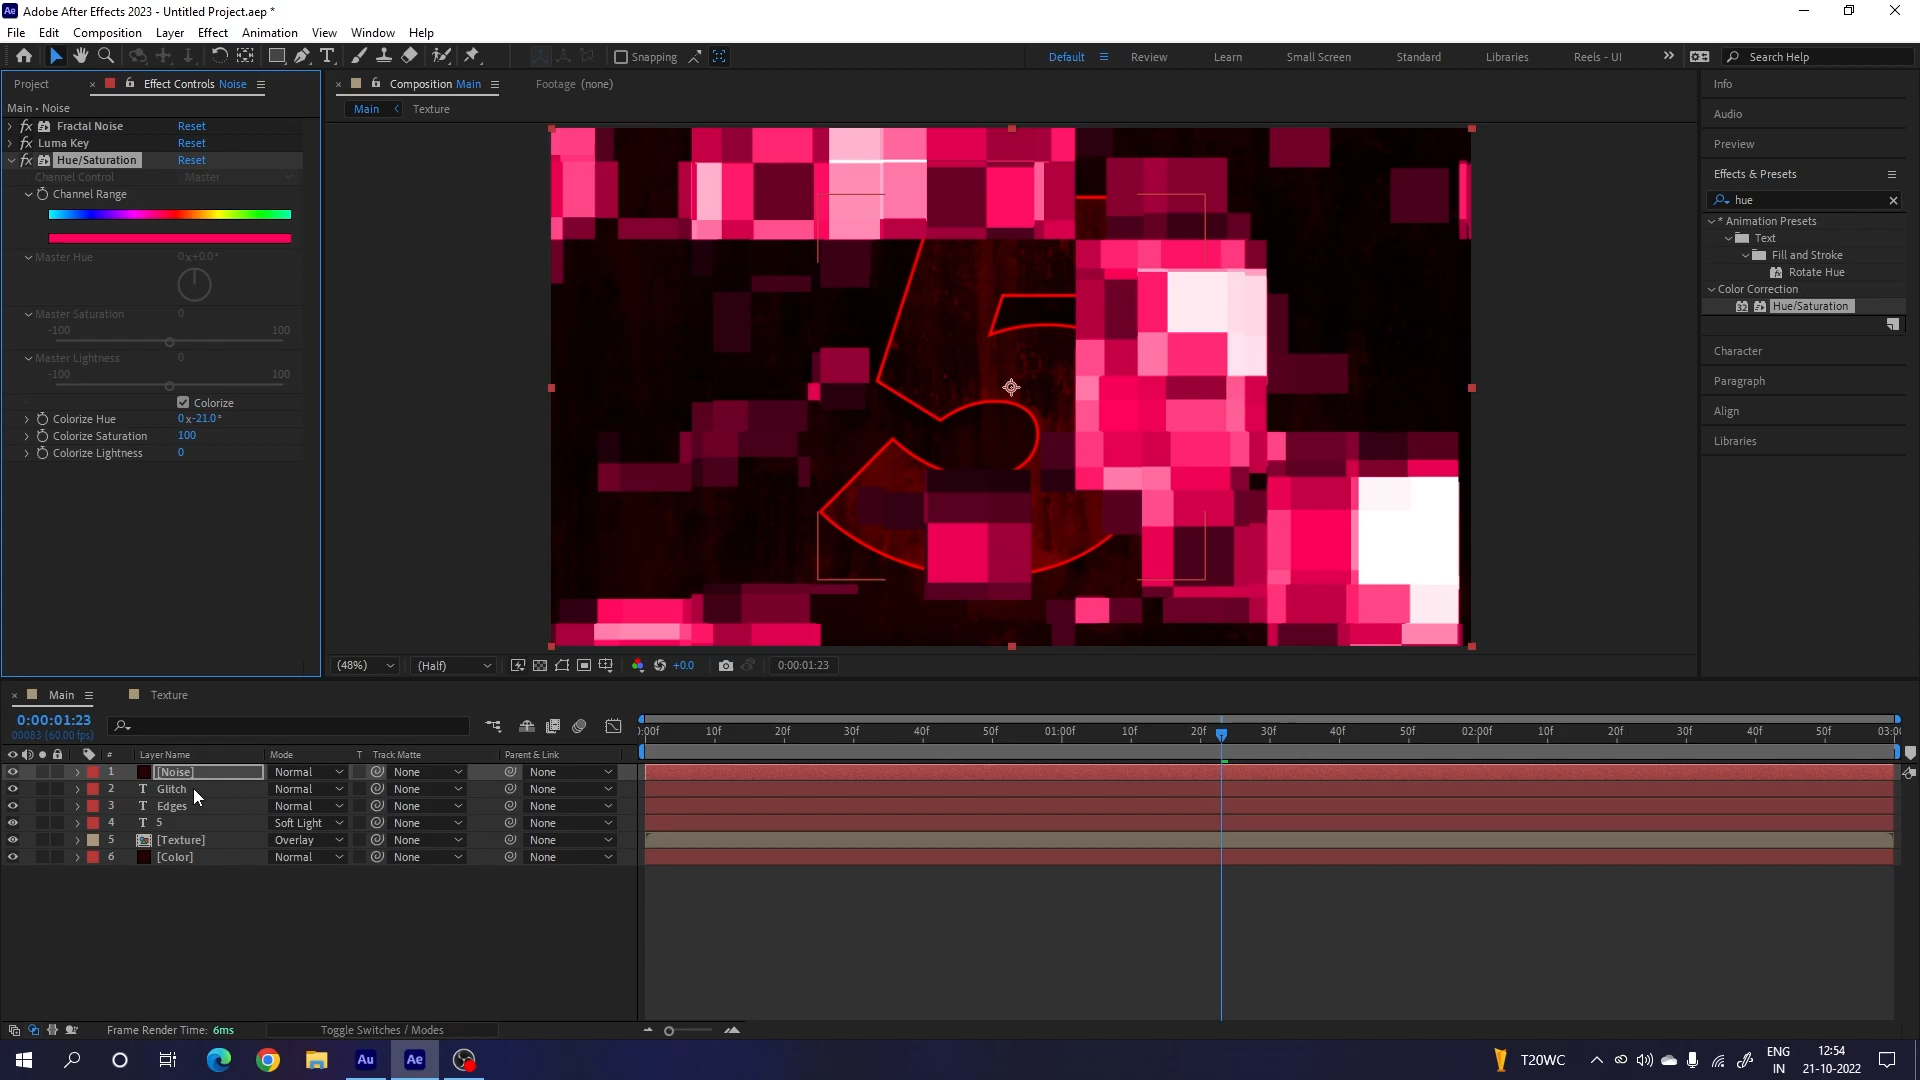 Ae Adobe After Effects 2023 - Untitled Project.aep *
File Edit Composition Layer Effect Animation View Window Help
Snapping
Default Review Learn Small Screen Standard Libraries Reels - UI
Search Help
Project Effect Controls Noise
Main • Noise
fx Fractal Noise Reset
fx Luma Key Reset
fx Hue/Saturation Reset
Channel Control Master
Channel Range
Master Hue 0x+0.0°
Master Saturation 0
-100 100
Master Lightness 0
-100 100
Colorize
Colorize Hue 0x-21.0°
Colorize Saturation 100
Colorize Lightness 0
Composition Main Footage (none)
Main Texture
5
(48%) (Half) +0.0 0:00:01:23
Info
Audio
Preview
Effects & Presets
hue
* Animation Presets
Text
Fill and Stroke
Rotate Hue
Color Correction
32 Hue/Saturation
Character
Paragraph
Align
Libraries
Main Texture
0:00:01:23
00083 (60.00 fps)
):00f 10f 20f 30f 40f 50f 01:00f 10f 20f 30f 40f 50f 02:00f 10f 20f 30f 40f 50f 03:00
# Layer Name Mode T Track Matte Parent & Link
1 [Noise] Normal None None
2 T Glitch Normal None None
3 T Edges Normal None None
4 T 5 Soft Light None None
5 [Texture] Overlay None None
6 [Color] Normal None None
Frame Render Time: 6ms Toggle Switches / Modes
Au Ae
T20WC
ENG
IN
12:54
21-10-2022